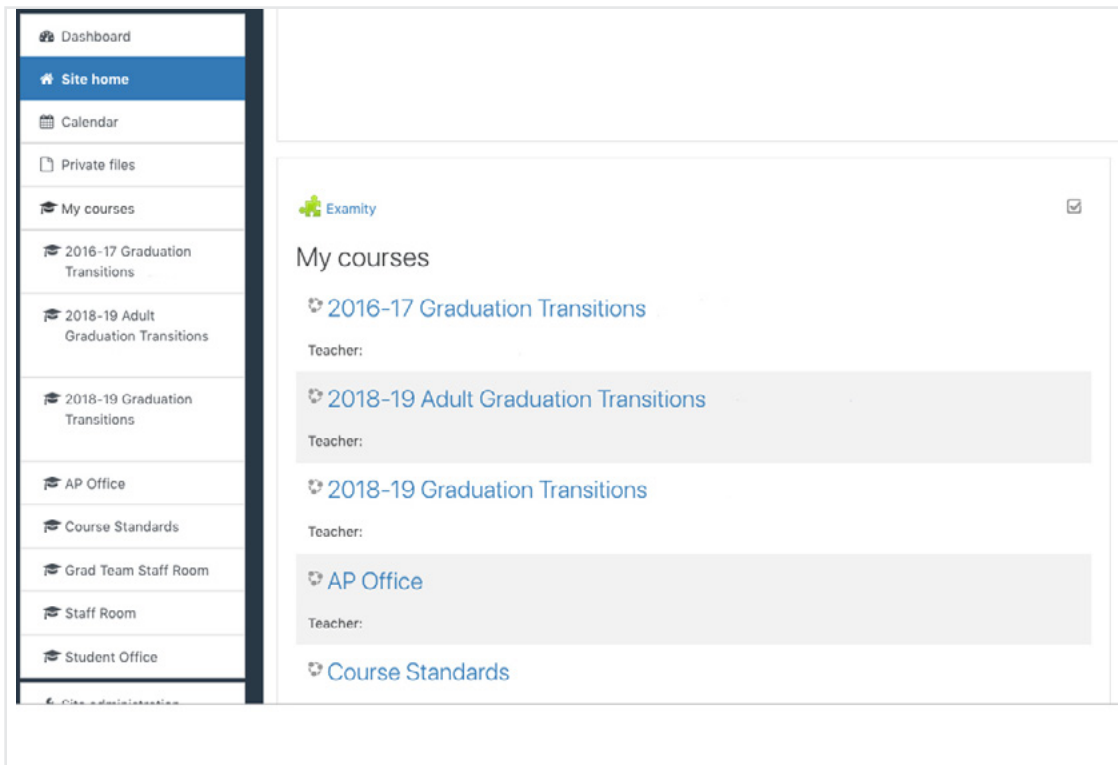 Dashboard
Site home
Calendar
Private files
My courses
2016-17 Graduation
Transitions
2018-19 Adult
Graduation Transitions
2018-19 Graduation
Transitions
AP Office
Course Standards
Grad Team Staff Room
Staff Room
Student Office
Site administration
Examity
My courses
2016-17 Graduation Transitions
Teacher:
2018-19 Adult Graduation Transitions
Teacher:
2018-19 Graduation Transitions
Teacher:
AP Office
Teacher:
Course Standards